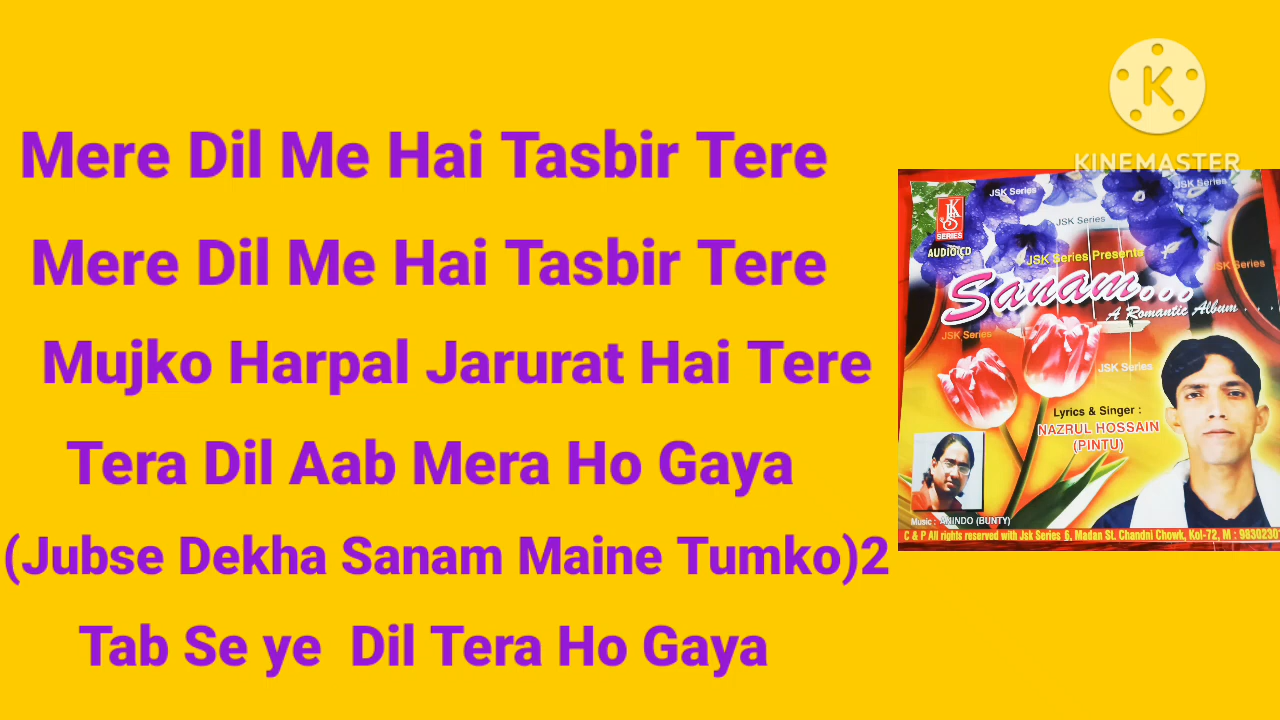 KINEMASTER
Mere Dil Me Hai Tasbir Tere
Mere Dil Me Hai Tasbir Tere
Mujko Harpal Jarurat Hai Tere
Tera Dil Aab Mera Ho Gaya
(Jubse Dekha Sanam Maine Tumko)2
Tab Se ye Dil Tera Ho Gaya
JSK Series
JSK Series
JSK Series
JSK
SERIES
AUDIO CD
JSK Series Presents
JSK Series
Sanam...
A Romantic Album . . . .
JSK Series
JSK Series
Lyrics & Singer :
NAZRUL HOSSAIN
(PINTU)
Music : ANINDO (BUNTY)
C & P All rights reserved with Jsk Series 6, Madan St. Chandni Chowk, Kol-72, M : 9830230